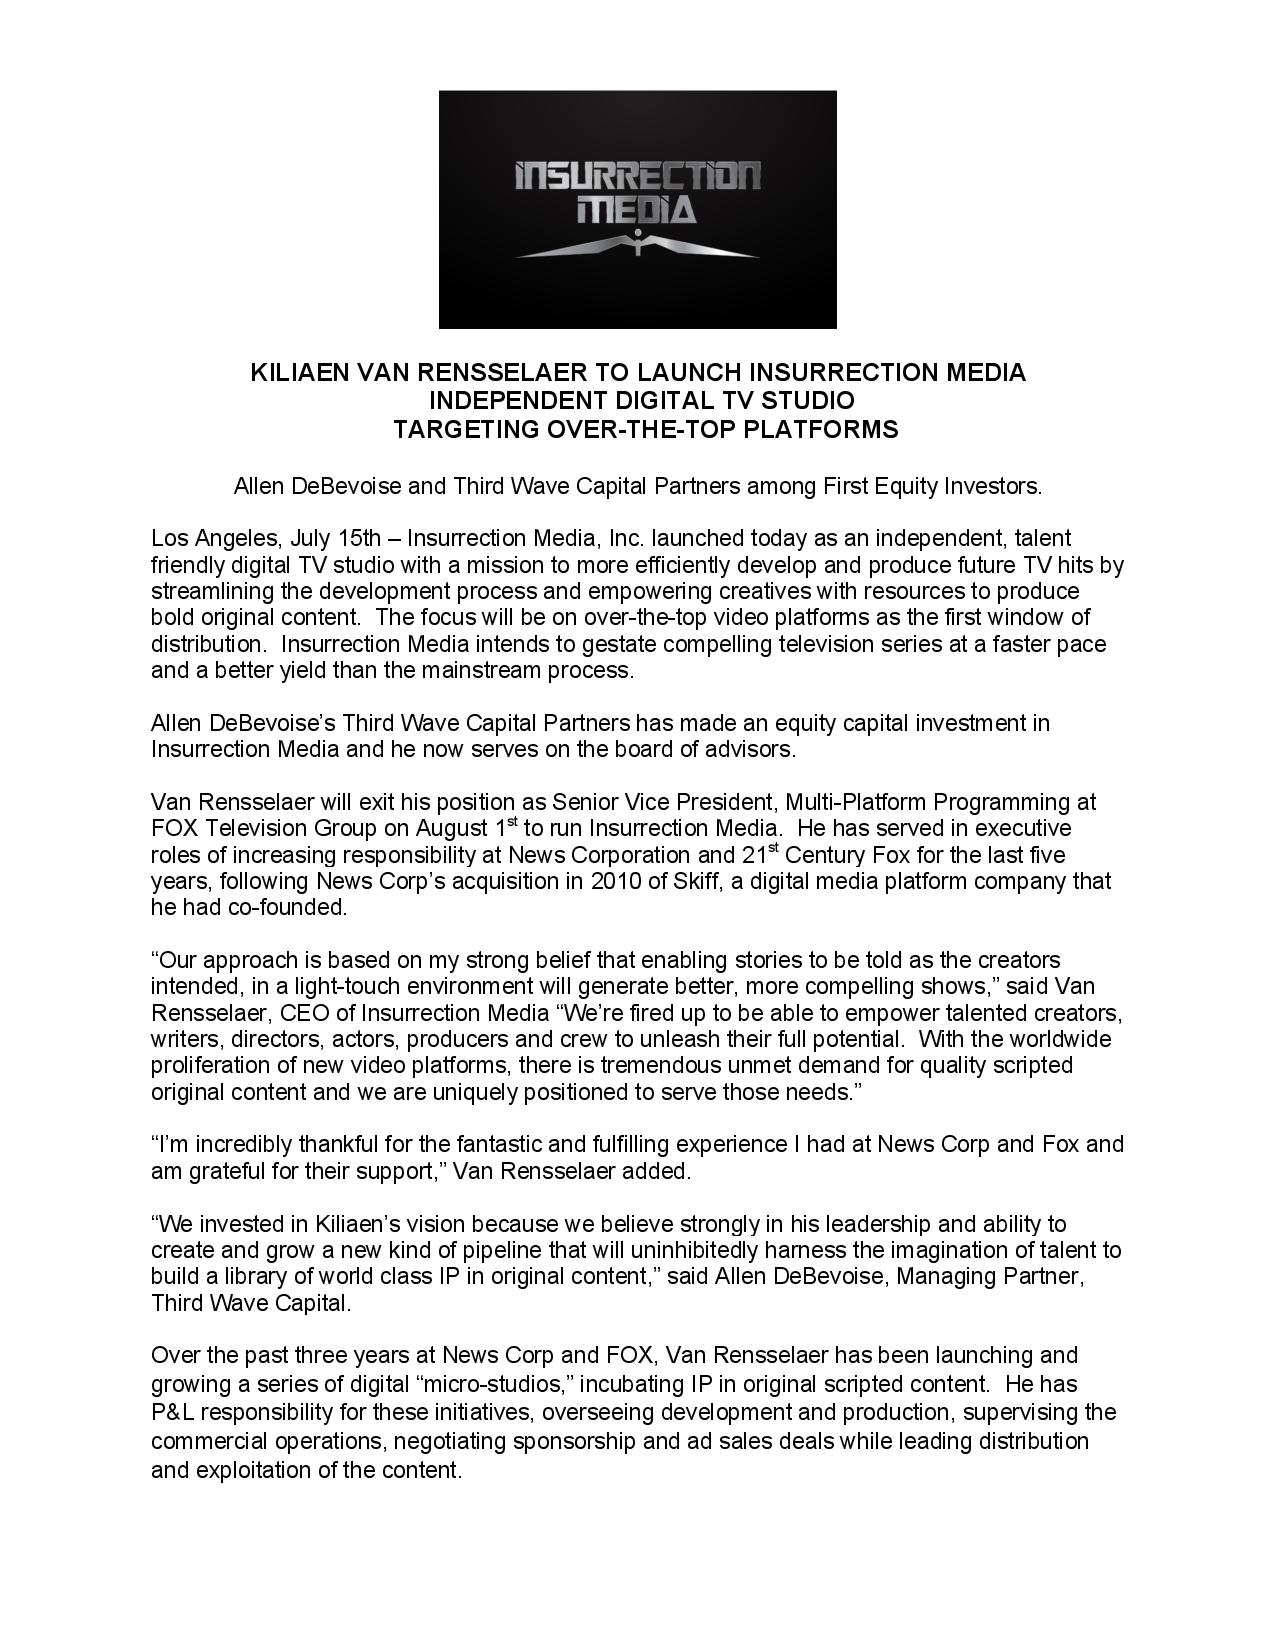 INSURRECTION
MEDIA
KILIAEN VAN RENSSELAER TO LAUNCH INSURRECTION MEDIA
INDEPENDENT DIGITAL TV STUDIO
TARGETING OVER-THE-TOP PLATFORMS
Allen DeBevoise and Third Wave Capital Partners among First Equity Investors.
Los Angeles, July 15th – Insurrection Media, Inc. launched today as an independent, talent
friendly digital TV studio with a mission to more efficiently develop and produce future TV hits by
streamlining the development process and empowering creatives with resources to produce
bold original content.  The focus will be on over-the-top video platforms as the first window of
distribution.  Insurrection Media intends to gestate compelling television series at a faster pace
and a better yield than the mainstream process.
Allen DeBevoise’s Third Wave Capital Partners has made an equity capital investment in
Insurrection Media and he now serves on the board of advisors.
Van Rensselaer will exit his position as Senior Vice President, Multi-Platform Programming at
FOX Television Group on August 1st to run Insurrection Media.  He has served in executive
roles of increasing responsibility at News Corporation and 21st Century Fox for the last five
years, following News Corp’s acquisition in 2010 of Skiff, a digital media platform company that
he had co-founded.
“Our approach is based on my strong belief that enabling stories to be told as the creators
intended, in a light-touch environment will generate better, more compelling shows,” said Van
Rensselaer, CEO of Insurrection Media “We’re fired up to be able to empower talented creators,
writers, directors, actors, producers and crew to unleash their full potential.  With the worldwide
proliferation of new video platforms, there is tremendous unmet demand for quality scripted
original content and we are uniquely positioned to serve those needs.”
“I’m incredibly thankful for the fantastic and fulfilling experience I had at News Corp and Fox and
am grateful for their support,” Van Rensselaer added.
“We invested in Kiliaen’s vision because we believe strongly in his leadership and ability to
create and grow a new kind of pipeline that will uninhibitedly harness the imagination of talent to
build a library of world class IP in original content,” said Allen DeBevoise, Managing Partner,
Third Wave Capital.
Over the past three years at News Corp and FOX, Van Rensselaer has been launching and
growing a series of digital “micro-studios,” incubating IP in original scripted content.  He has
P&L responsibility for these initiatives, overseeing development and production, supervising the
commercial operations, negotiating sponsorship and ad sales deals while leading distribution
and exploitation of the content.